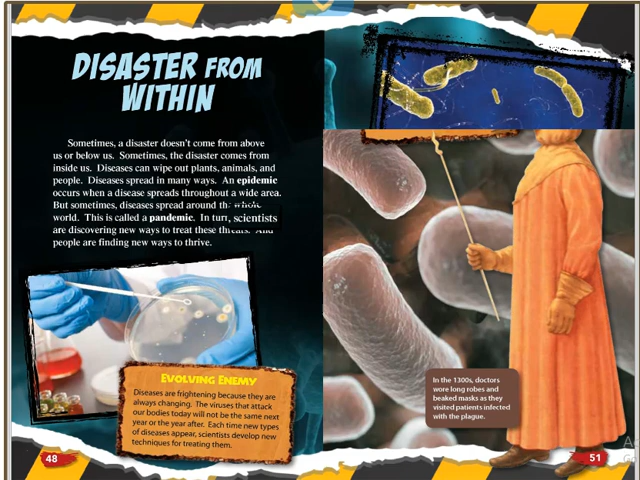 DISASTER FROM
WITHIN
Sometimes, a disaster doesn't come from above
us or below us. Sometimes, the disaster comes from
inside us. Diseases can wipe out plants, animals, and
people. Diseases spread in many ways. An epidemic
occurs when a disease spreads throughout a wide area.
But sometimes, diseases spread around the whole
world. This is called a pandemic. In turn, scientists
are discovering new ways to treat these threats. And
people are finding new ways to thrive.
EVOLVING ENEMY
Diseases are frightening because they are
always changing. The viruses that attack
our bodies today will not be the same next
year or the year after. Each time new types
of diseases appear, scientists develop new
techniques for treating them.
48
In the 1300s, doctors
wore long robes and
beaked masks as they
visited patients infected
with the plague.
51